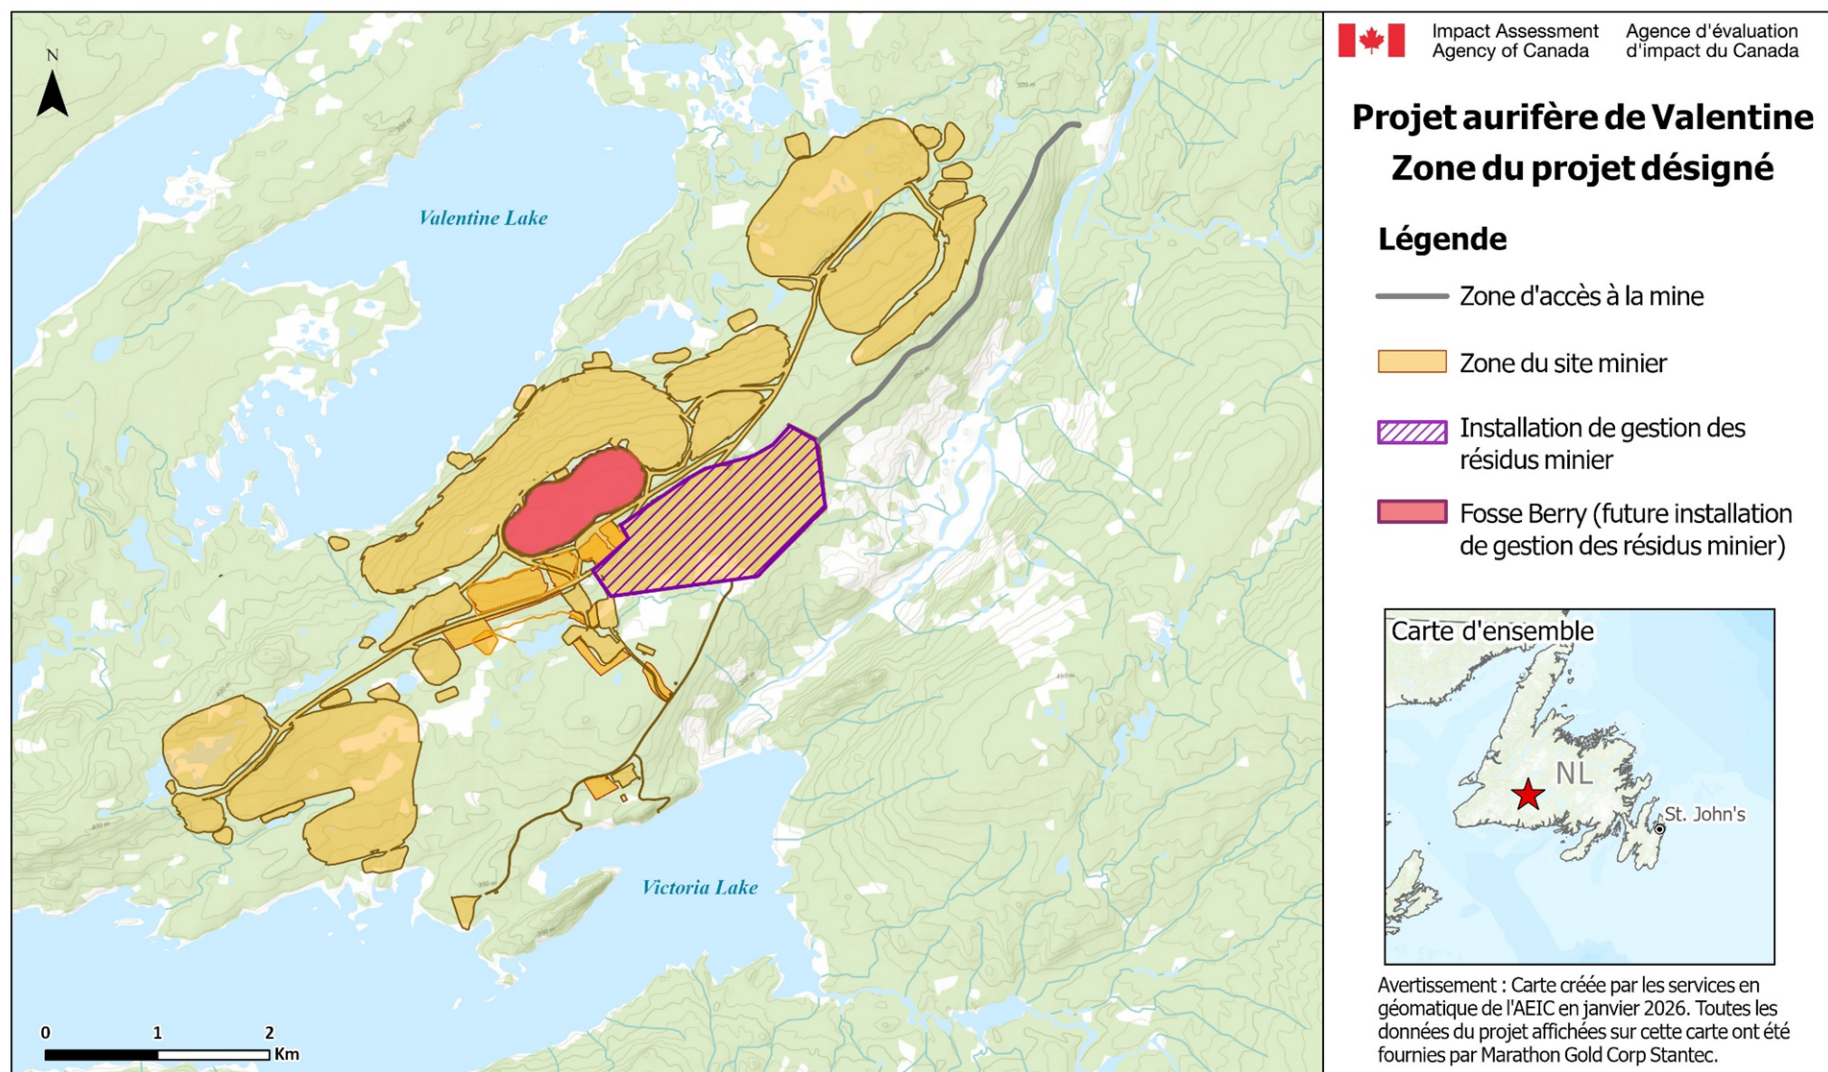 Impact Assessment
Agency of Canada
Agence d'évaluation
d'impact du Canada
Projet aurifère de Valentine
Zone du projet désigné
Légende
Zone d'accès à la mine
Zone du site minier
Installation de gestion des
résidus minier
Fosse Berry (future installation
de gestion des résidus minier)
Carte d'ensemble
NL
St. John's
Avertissement : Carte créée par les services en
géomatique de l'AEIC en janvier 2026. Toutes les
données du projet affichées sur cette carte ont été
fournies par Marathon Gold Corp Stantec.
N
Valentine Lake
Victoria Lake
0 1 2
Km